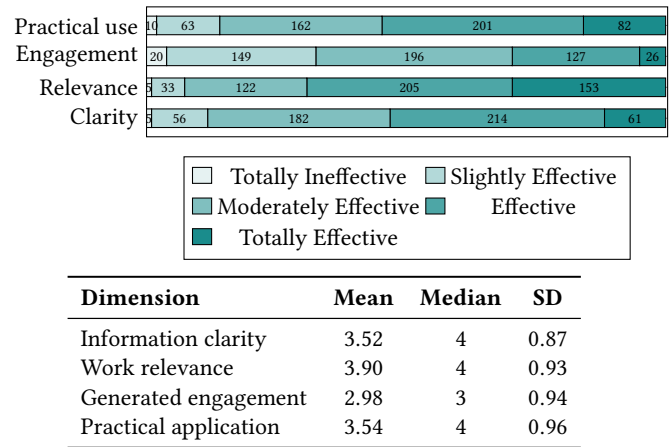 Practical use 10 63 162 201 82
Engagement 20 149 196 127 26
Relevance 5 33 122 205 153
Clarity 5 56 182 214 61
Totally Ineffective Slightly Effective
Moderately Effective Effective
Totally Effective
Dimension Mean Median SD
Information clarity 3.52 4 0.87
Work relevance 3.90 4 0.93
Generated engagement 2.98 3 0.94
Practical application 3.54 4 0.96